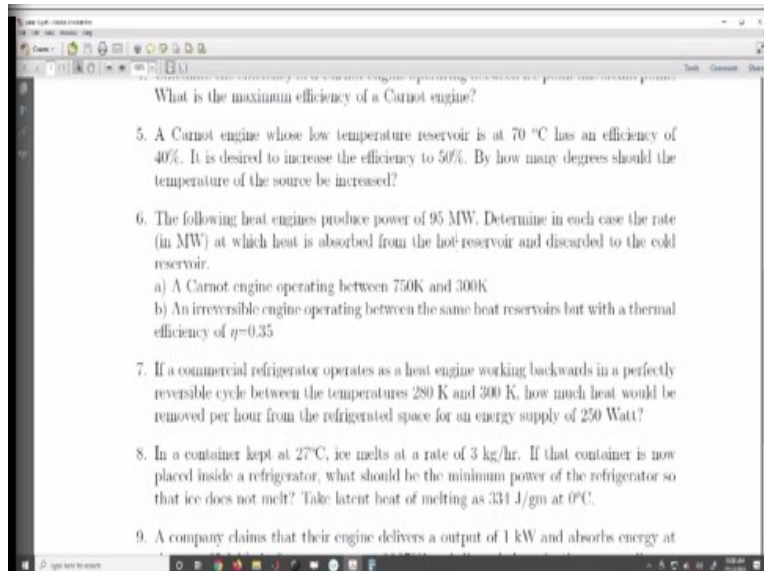 Tools Comment Share
What is the maximum efficiency of a Carnot engine?
5. A Carnot engine whose low temperature reservoir is at 70 °C has an efficiency of
40%. It is desired to increase the efficiency to 50%. By how many degrees should the
temperature of the source be increased?
6. The following heat engines produce power of 95 MW. Determine in each case the rate
(in MW) at which heat is absorbed from the hot reservoir and discarded to the cold
reservoir.
a) A Carnot engine operating between 750K and 300K
b) An irreversible engine operating between the same heat reservoirs but with a thermal
efficiency of η=0.35
7. If a commercial refrigerator operates as a heat engine working backwards in a perfectly
reversible cycle between the temperatures 280 K and 300 K, how much heat would be
removed per hour from the refrigerated space for an energy supply of 250 Watt?
8. In a container kept at 27°C, ice melts at a rate of 3 kg/hr. If that container is now
placed inside a refrigerator, what should be the minimum power of the refrigerator so
that ice does not melt? Take latent heat of melting as 334 J/gm at 0°C.
9. A company claims that their engine delivers a output of 1 kW and absorbs energy at
Type here to search